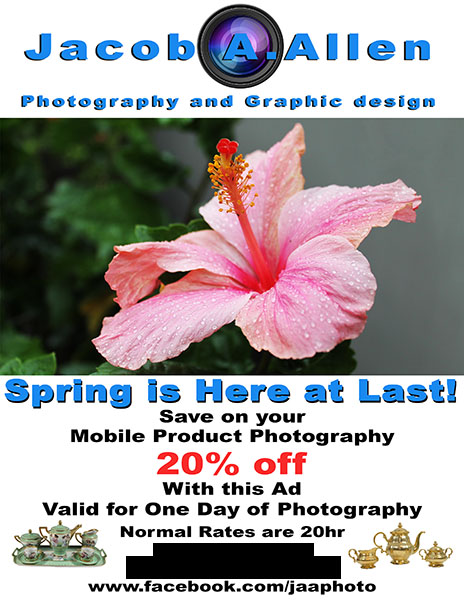 Jacob A. Allen
Photography and Graphic design
Spring is Here at Last!
Save on your
Mobile Product Photography
20% off
With this Ad
Valid for One Day of Photography
Normal Rates are 20hr
www.facebook.com/jaaphoto